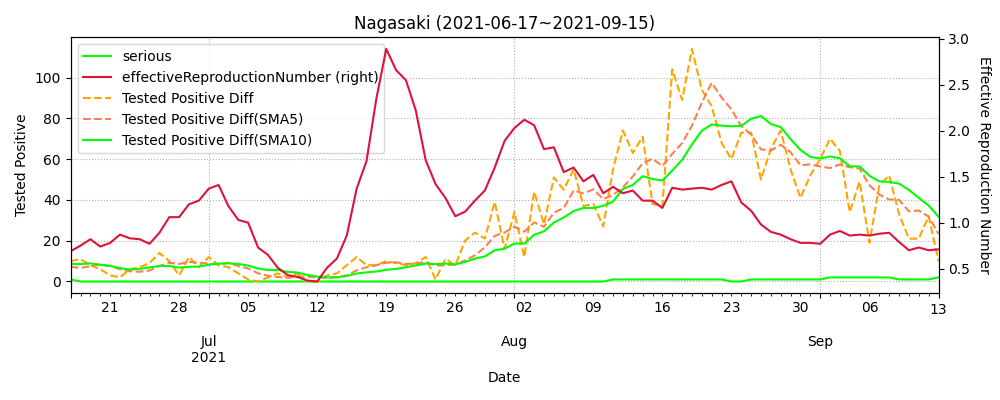 Nagasaki (2021-06-17~2021-09-15)
serious
effectiveReproductionNumber (right)
Tested Positive Diff
Tested Positive Diff(SMA5)
Tested Positive Diff(SMA10)
Tested Positive
100
80
60
40
20
0
3.0
2.5
2.0
1.5
1.0
0.5
Effective Reproduction Number
21 28 05 12 19 26 02 09 16 23 30 06 13
Jul Aug Sep
2021
Date